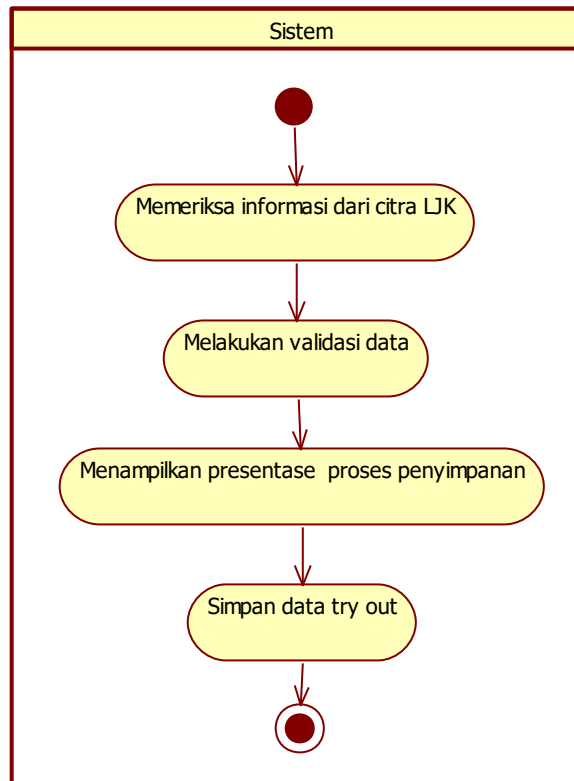 Sistem
Memeriksa informasi dari citra LJK
Melakukan validasi data
Menampilkan presentase  proses penyimpanan
Simpan data try out